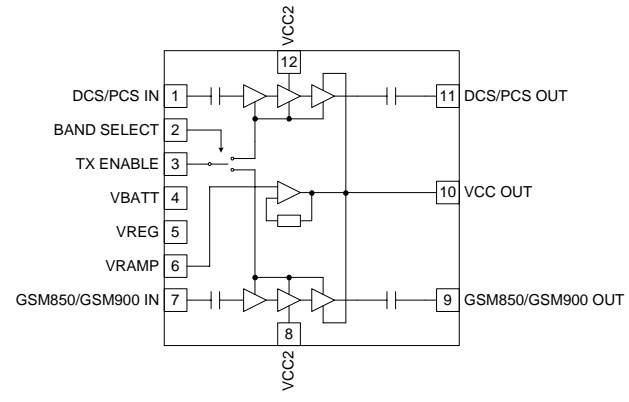 VCC2
12
DCS/PCS IN 1
11 DCS/PCS OUT
BAND SELECT 2
TX ENABLE 3
VBATT 4
10 VCC OUT
VREG 5
VRAMP 6
GSM850/GSM900 IN 7
9 GSM850/GSM900 OUT
8
VCC2